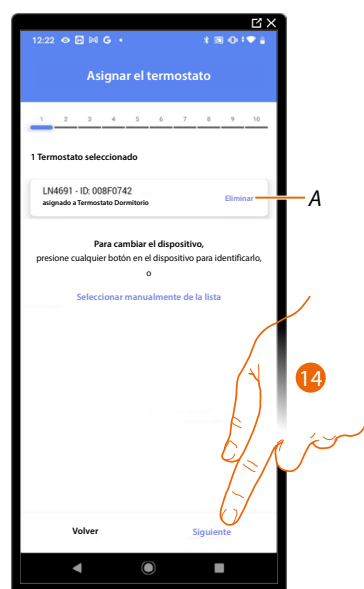 12:22 G
Asignar el termostato
1 2 3 4 5 6 7 8 9 10
1 Termostato seleccionado
LN4691 - ID: 008F0742
asignado a Termostato Dormitorio
Eliminar
A
Para cambiar el dispositivo,
presione cualquier botón en el dispositivo para identificarlo,
o
Seleccionar manualmente de la lista
14
Volver Siguiente